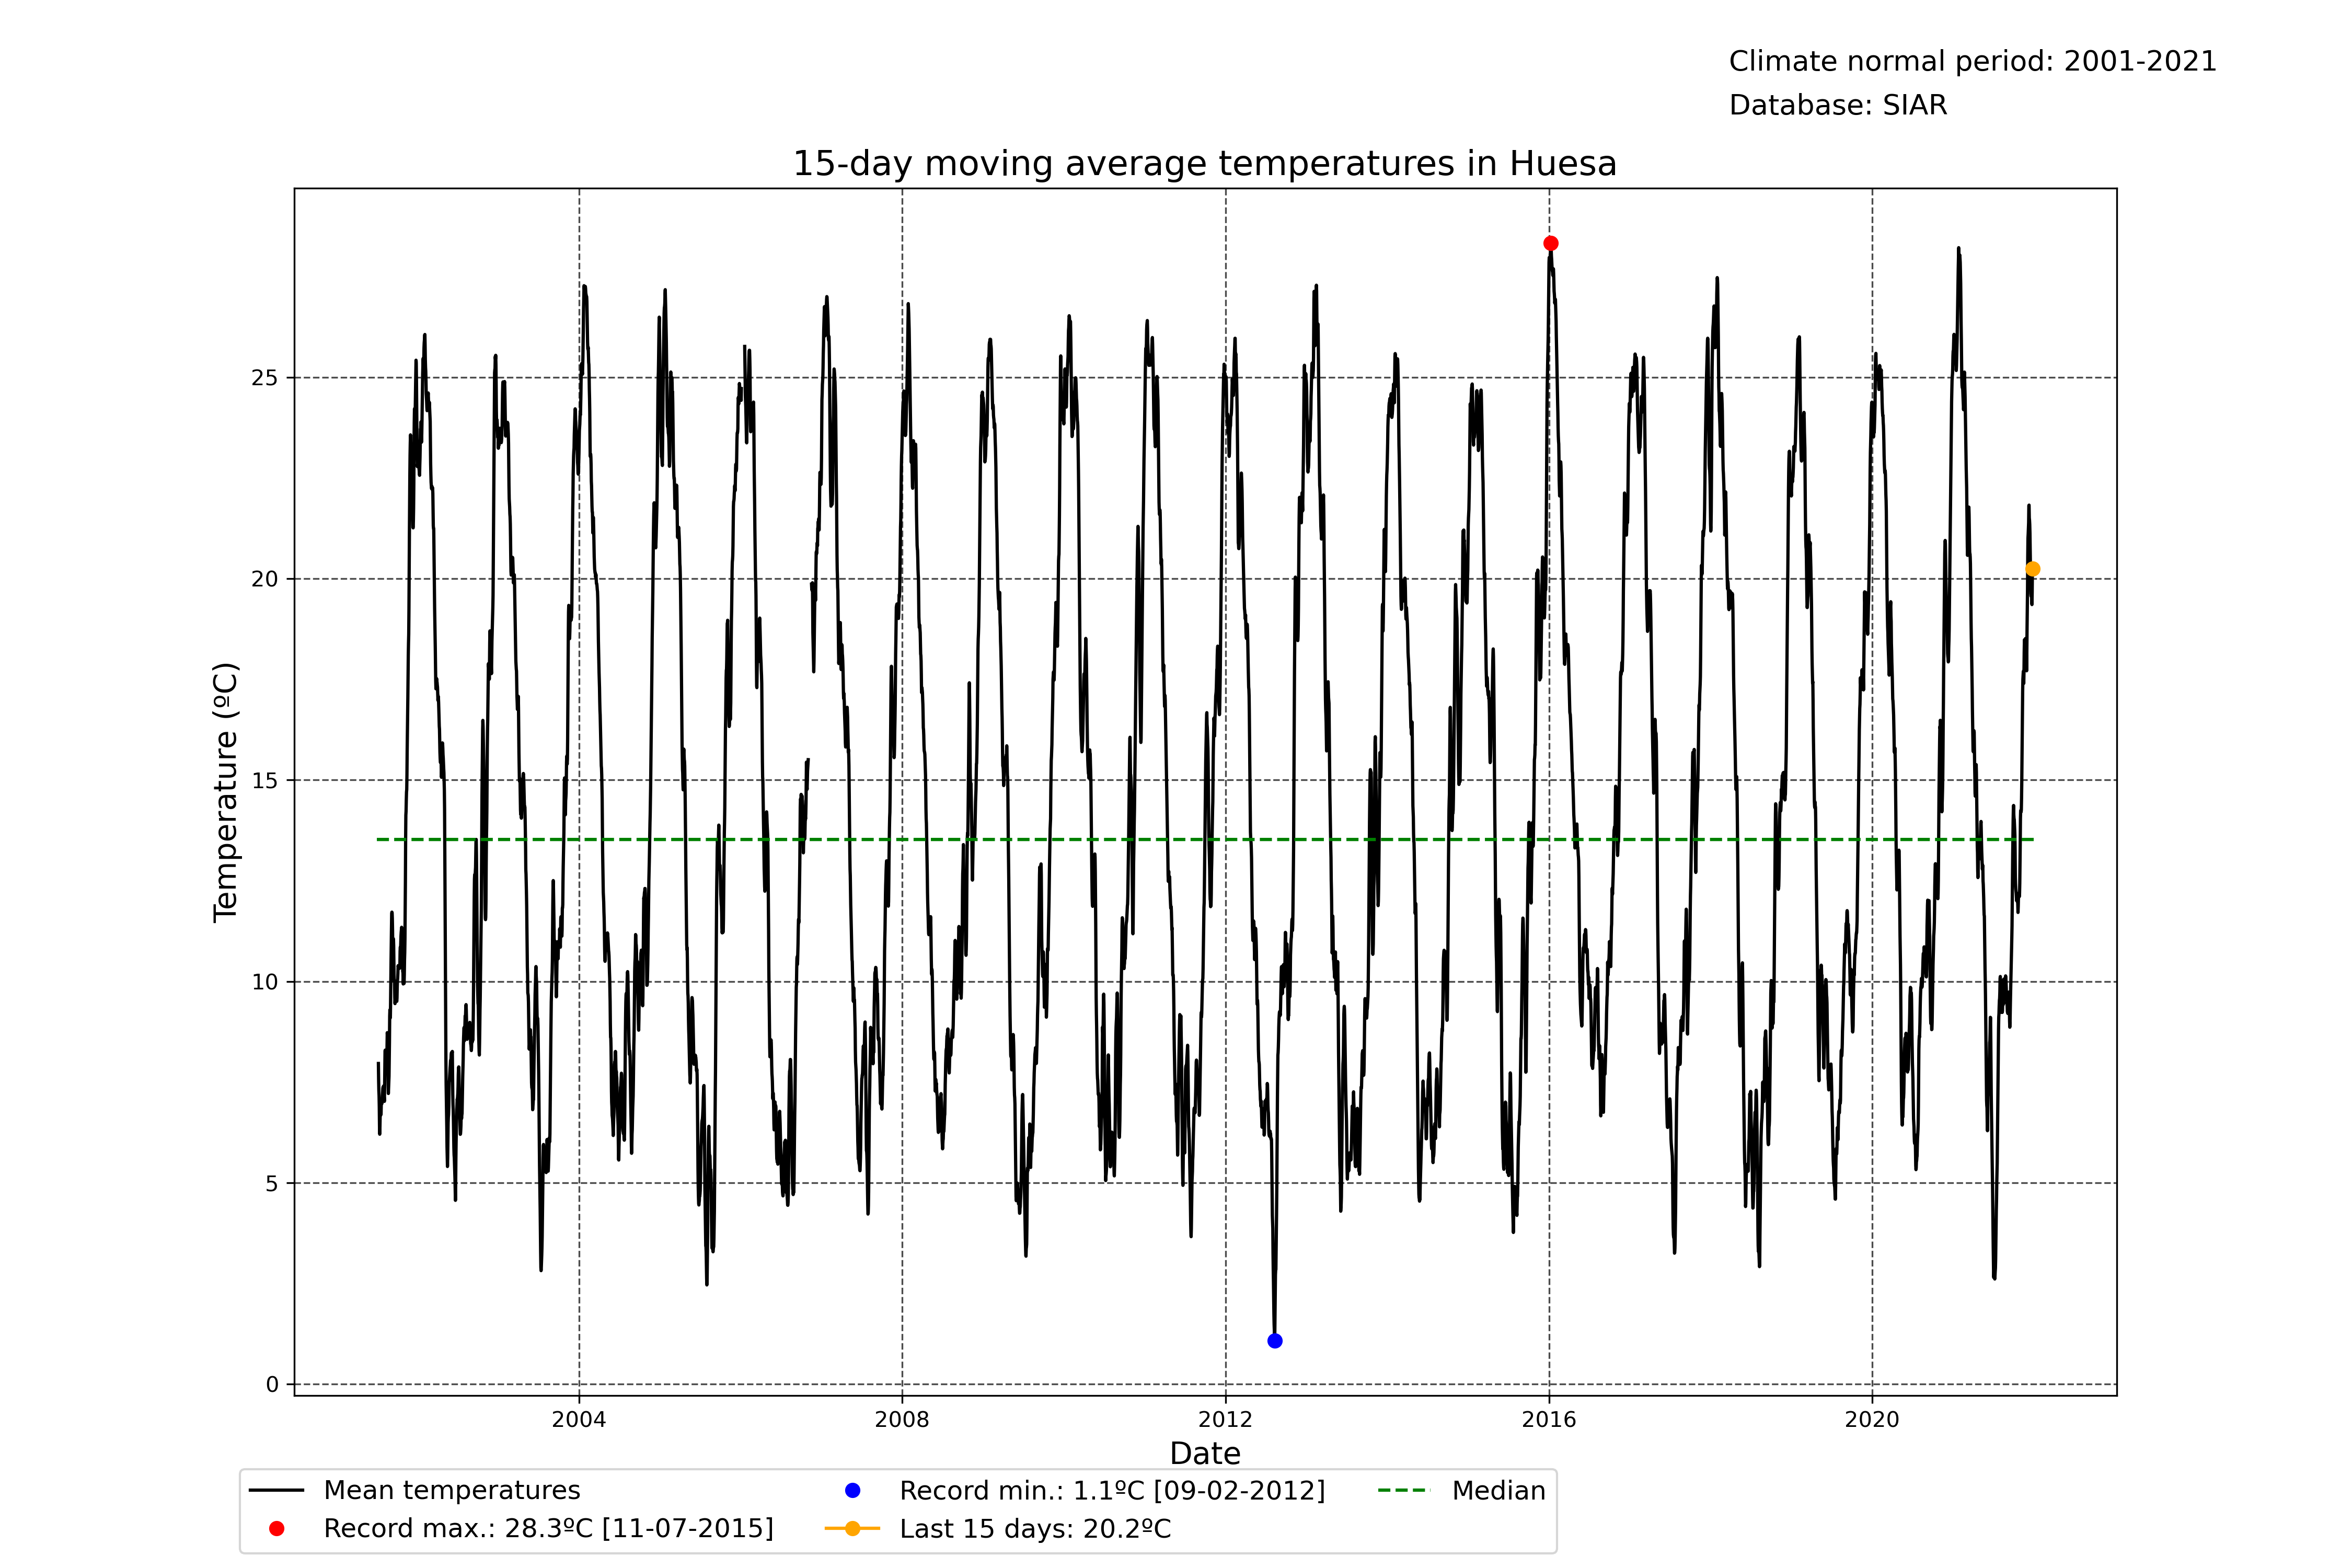 Climate normal period: 2001-2021
Database: SIAR
15-day moving average temperatures in Huesa
Temperature (ºC)
25
20
15
10
5
0
2004 2008 2012 2016 2020
Date
Mean temperatures
Record max.: 28.3ºC [11-07-2015]
Record min.: 1.1ºC [09-02-2012]
Last 15 days: 20.2ºC
Median